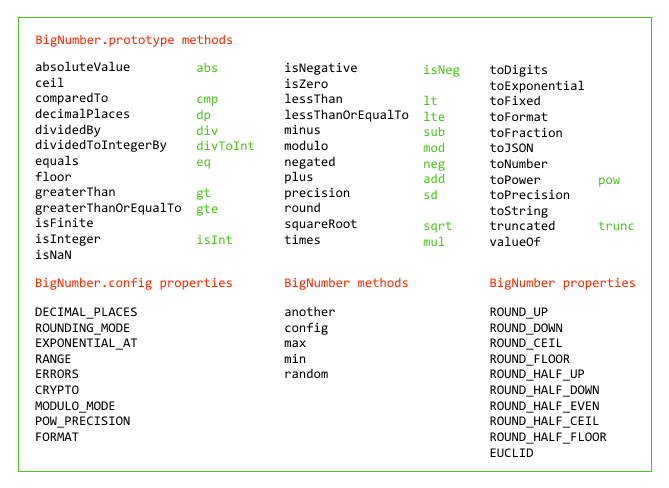 BigNumber.prototype methods
absoluteValue abs
ceil
comparedTo cmp
decimalPlaces dp
dividedBy div
dividedToIntegerBy divToInt
equals eq
floor
greaterThan gt
greaterThanOrEqualTo gte
isFinite
isInteger isInt
isNaN
isNegative isNeg
isZero
lessThan lt
lessThanOrEqualTo lte
minus sub
modulo mod
negated neg
plus add
precision sd
round
squareRoot sqrt
times mul
toDigits
toExponential
toFixed
toFormat
toFraction
toJSON
toNumber
toPower pow
toPrecision
toString
truncated trunc
valueOf
BigNumber.config properties
DECIMAL_PLACES
ROUNDING_MODE
EXPONENTIAL_AT
RANGE
ERRORS
CRYPTO
MODULO_MODE
POW_PRECISION
FORMAT
BigNumber methods
another
config
max
min
random
BigNumber properties
ROUND_UP
ROUND_DOWN
ROUND_CEIL
ROUND_FLOOR
ROUND_HALF_UP
ROUND_HALF_DOWN
ROUND_HALF_EVEN
ROUND_HALF_CEIL
ROUND_HALF_FLOOR
EUCLID